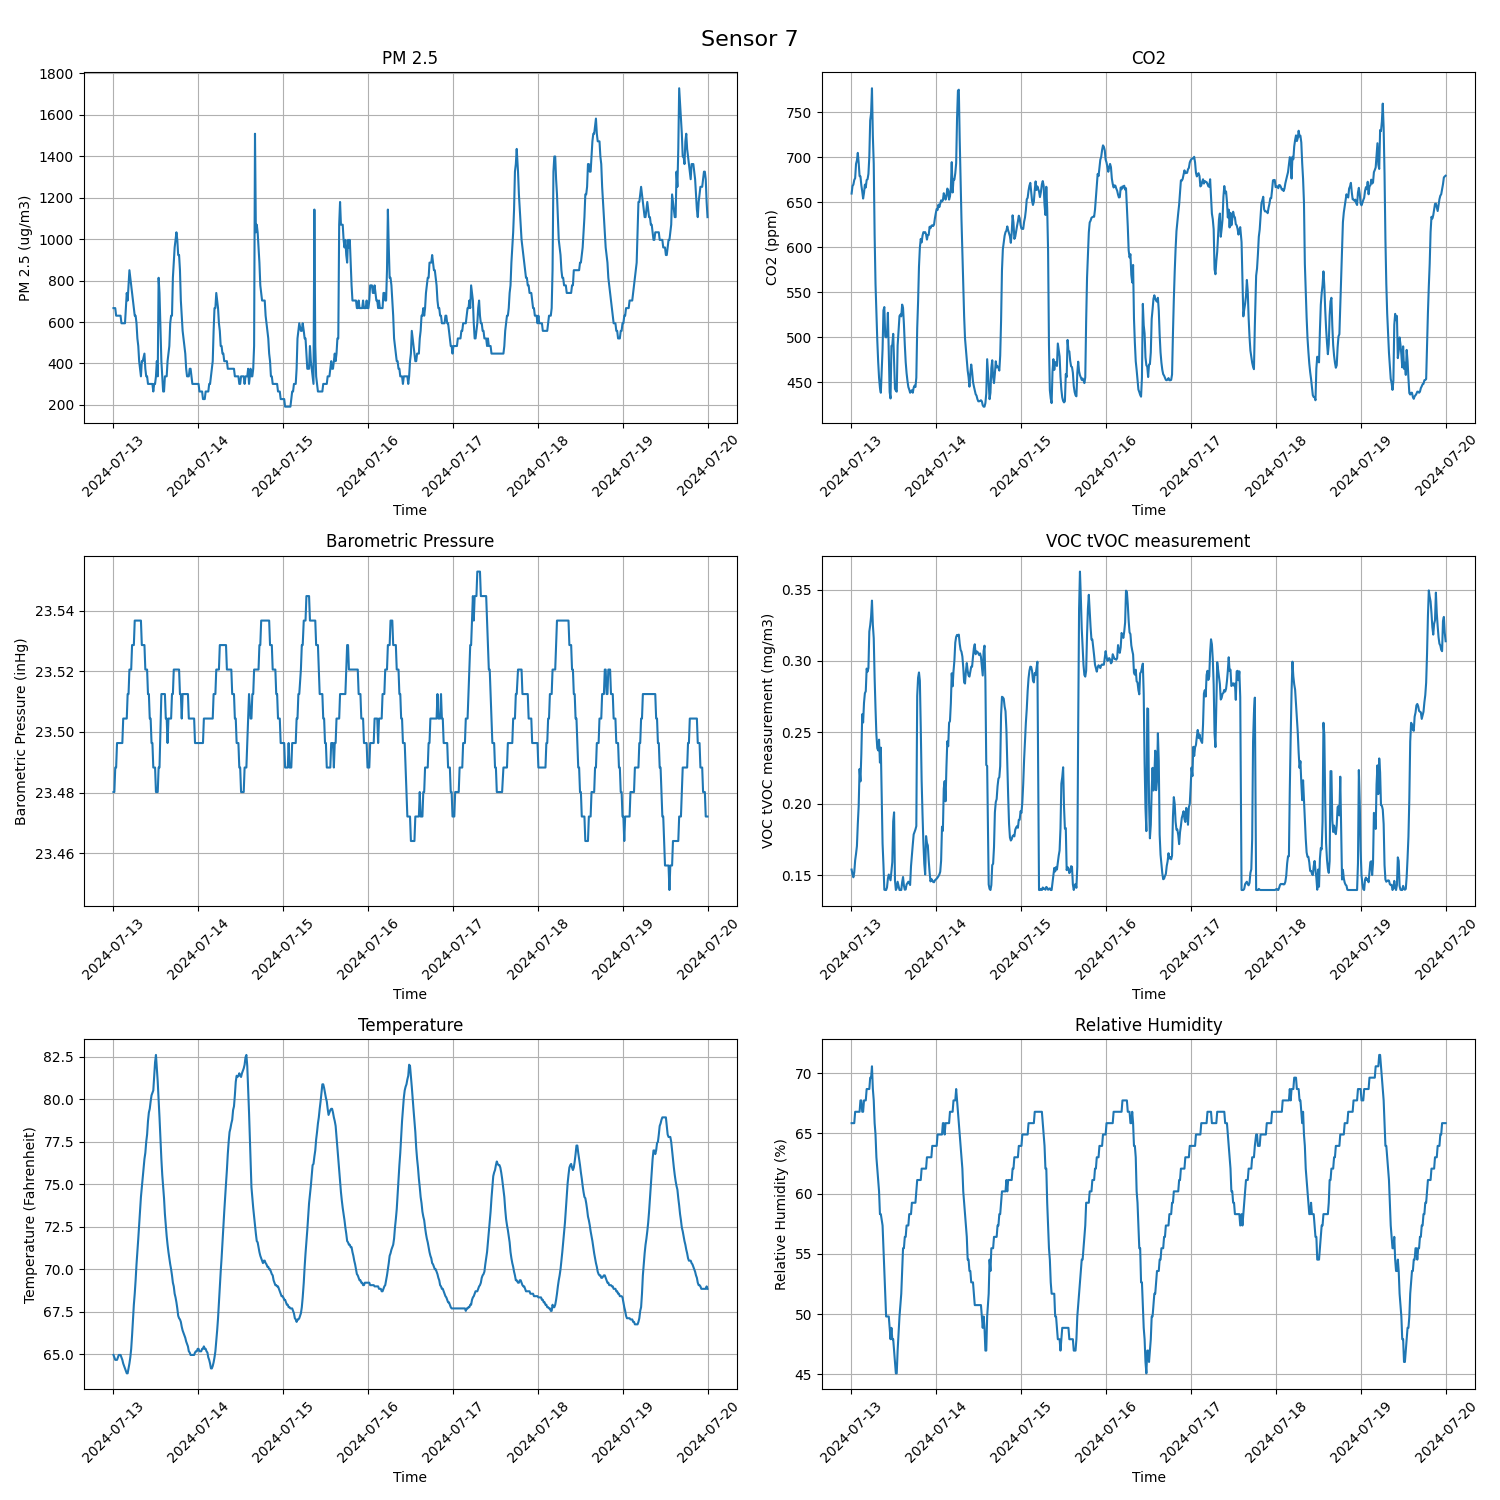 Sensor 7
PM 2.5
PM 2.5 (ug/m3)
1800
1600
1400
1200
1000
800
600
400
200
2024-07-13 2024-07-14 2024-07-15 2024-07-16 2024-07-17 2024-07-18 2024-07-19 2024-07-20
Time
CO2
CO2 (ppm)
750
700
650
600
550
500
450
2024-07-13 2024-07-14 2024-07-15 2024-07-16 2024-07-17 2024-07-18 2024-07-19 2024-07-20
Time
Barometric Pressure
Barometric Pressure (inHg)
23.54
23.52
23.50
23.48
23.46
2024-07-13 2024-07-14 2024-07-15 2024-07-16 2024-07-17 2024-07-18 2024-07-19 2024-07-20
Time
VOC tVOC measurement
VOC tVOC measurement (mg/m3)
0.35
0.30
0.25
0.20
0.15
2024-07-13 2024-07-14 2024-07-15 2024-07-16 2024-07-17 2024-07-18 2024-07-19 2024-07-20
Time
Temperature
Temperature (Fahrenheit)
82.5
80.0
77.5
75.0
72.5
70.0
67.5
65.0
2024-07-13 2024-07-14 2024-07-15 2024-07-16 2024-07-17 2024-07-18 2024-07-19 2024-07-20
Time
Relative Humidity
Relative Humidity (%)
70
65
60
55
50
45
2024-07-13 2024-07-14 2024-07-15 2024-07-16 2024-07-17 2024-07-18 2024-07-19 2024-07-20
Time